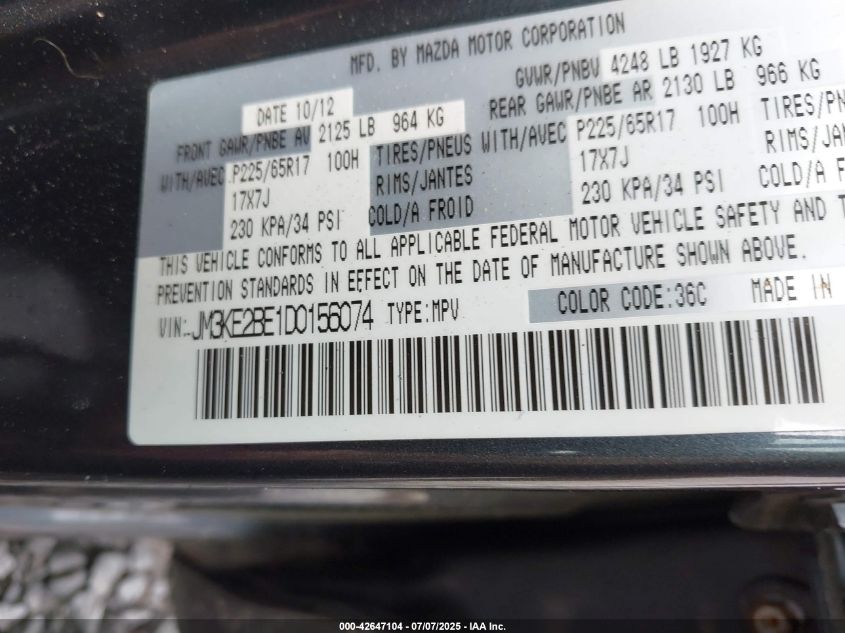 MFD. BY MAZDA MOTOR CORPORATION
DATE 10/12 GVWR/PNBV 4248 LB 1927 KG
FRONT GAWR/PNBE AV 2125 LB 964 KG REAR GAWR/PNBE AR 2130 LB 966 KG
WITH/AVEC P225/65R17 100H TIRES/PNEUS WITH/AVEC P225/65R17 100H TIRES/PN
17X7J RIMS/JANTES 17X7J RIMS/JAN
230 KPA/34 PSI COLD/A FROID 230 KPA/34 PSI COLD/A F
THIS VEHICLE CONFORMS TO ALL APPLICABLE FEDERAL MOTOR VEHICLE SAFETY AND T
PREVENTION STANDARDS IN EFFECT ON THE DATE OF MANUFACTURE SHOWN ABOVE.
VIN: JM3KE2BE1D0156074 TYPE:MPV COLOR CODE:36C MADE IN
000-42647104 / 07/07/2025 - IAA Inc.